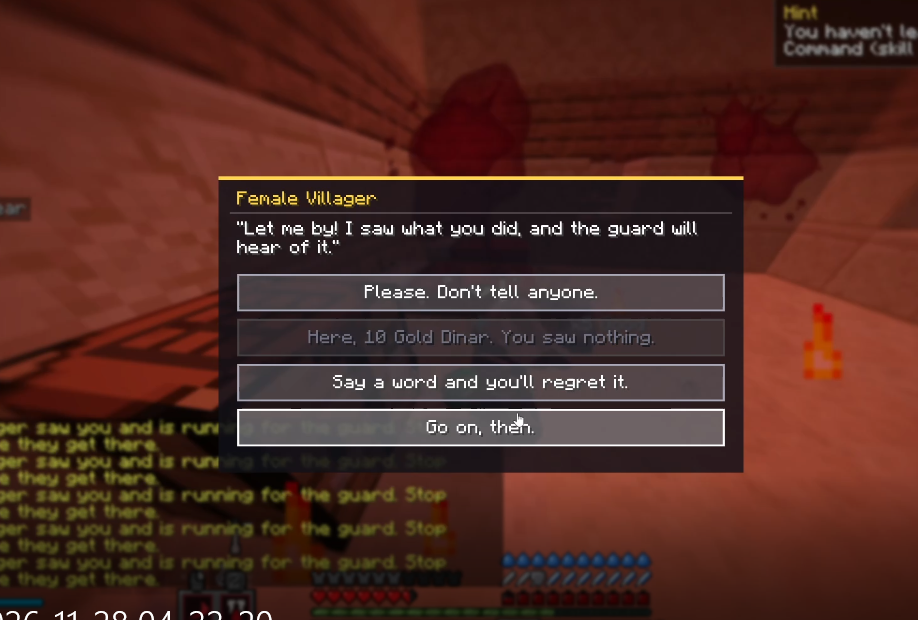 Hint
You haven't le
Command (skill
ear
Female Villager
"Let me by! I saw what you did, and the guard will
hear of it."
Please. Don't tell anyone.
Here, 10 Gold Dinar. You saw nothing.
Say a word and you'll regret it.
Go on, then.
ger saw you and is running for the guard. Stop
e they get there.
ger saw you and is running for the guard. Stop
e they get there.
ger saw you and is running for the guard. Stop
e they get there.
ger saw you and is running for the guard. Stop
e they get there.
ger saw you and is running for the guard. Stop
e they get there.